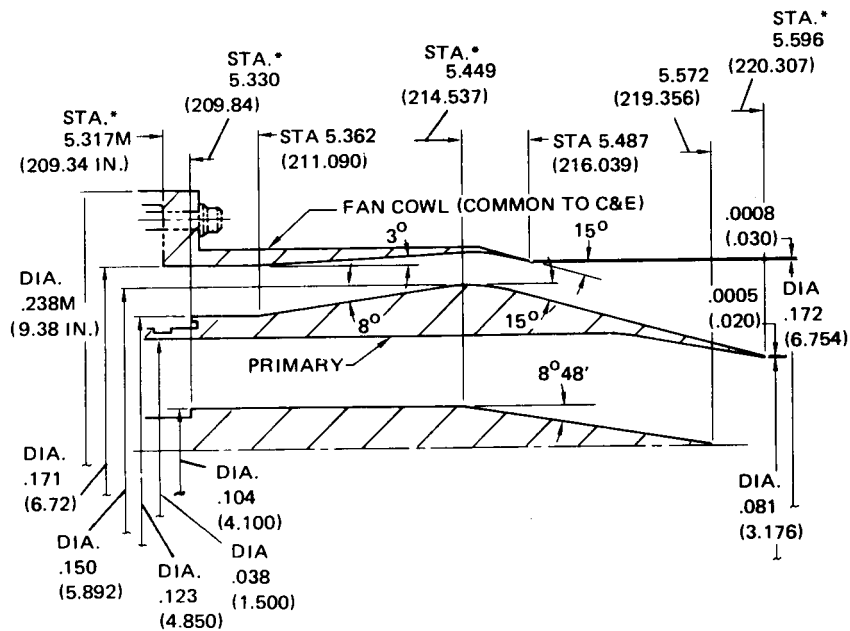 STA.*
5.596
(220.307)
STA.*
5.449
(214.537)
STA.*
5.330
(209.84)
5.572
(219.356)
STA.*
5.317M
(209.34 IN.)
STA 5.362
(211.090)
STA 5.487
(216.039)
FAN COWL (COMMON TO C&E)
3°
15°
.0008
(.030)
DIA.
.238M
(9.38 IN.)
8°
15°
.0005
(.020)
DIA
.172
(6.754)
PRIMARY
8°48'
DIA.
.171
(6.72)
DIA.
.104
(4.100)
DIA.
.081
(3.176)
DIA.
.150
(5.892)
DIA.
.123
(4.850)
DIA
.038
(1.500)